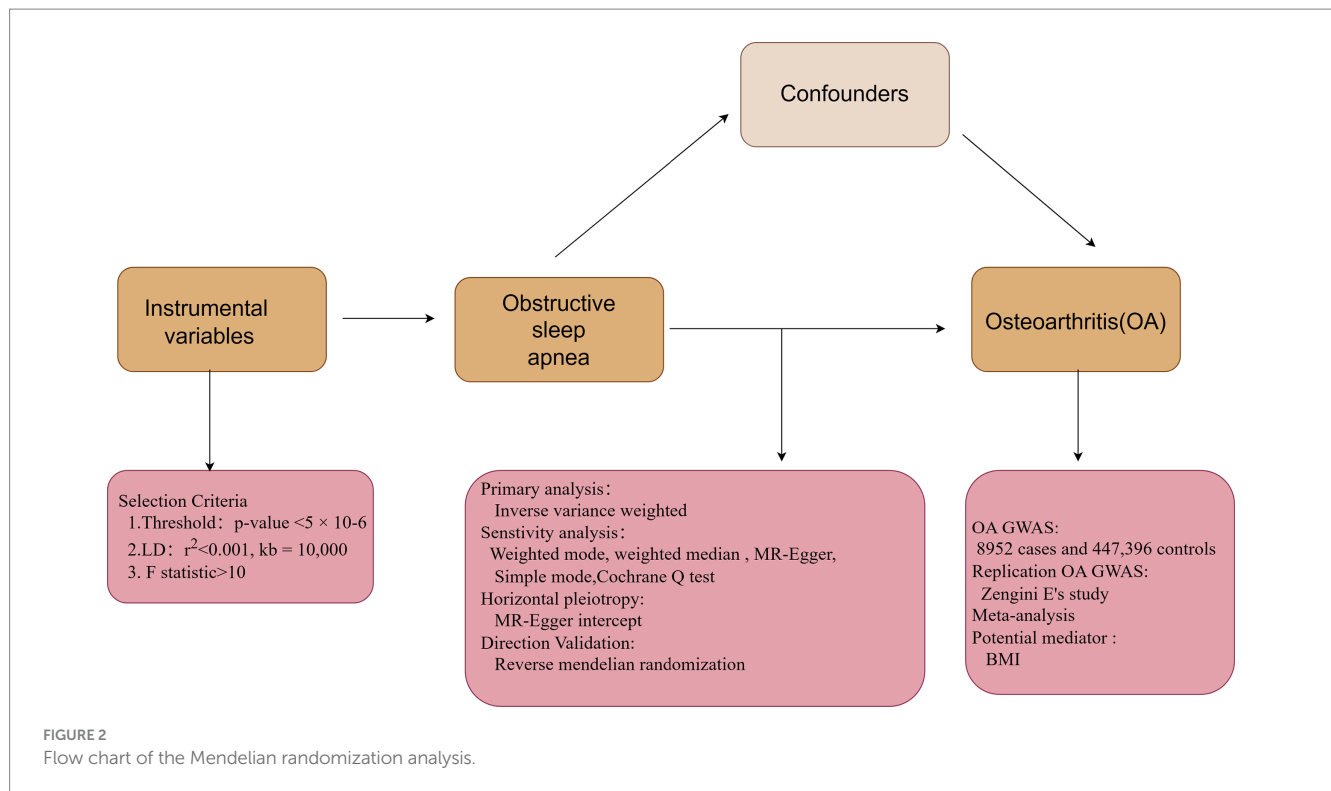 Confounders
Instrumental
variables
Obstructive
sleep
apnea
Osteoarthritis(OA)
Selection Criteria
1.Threshold： p-value <5 × 10-6
2.LD： r²<0.001, kb = 10,000
3. F statistic>10
Primary analysis：
Inverse variance weighted
Senstivity analysis：
Weighted mode, weighted median , MR-Egger,
Simple mode,Cochrane Q test
Horizontal pleiotropy:
MR-Egger intercept
Direction Validation:
Reverse mendelian randomization
OA GWAS:
8952 cases and 447,396 controls
Replication OA GWAS:
Zengini E's study
Meta-analysis
Potential mediator :
BMI
FIGURE 2
Flow chart of the Mendelian randomization analysis.